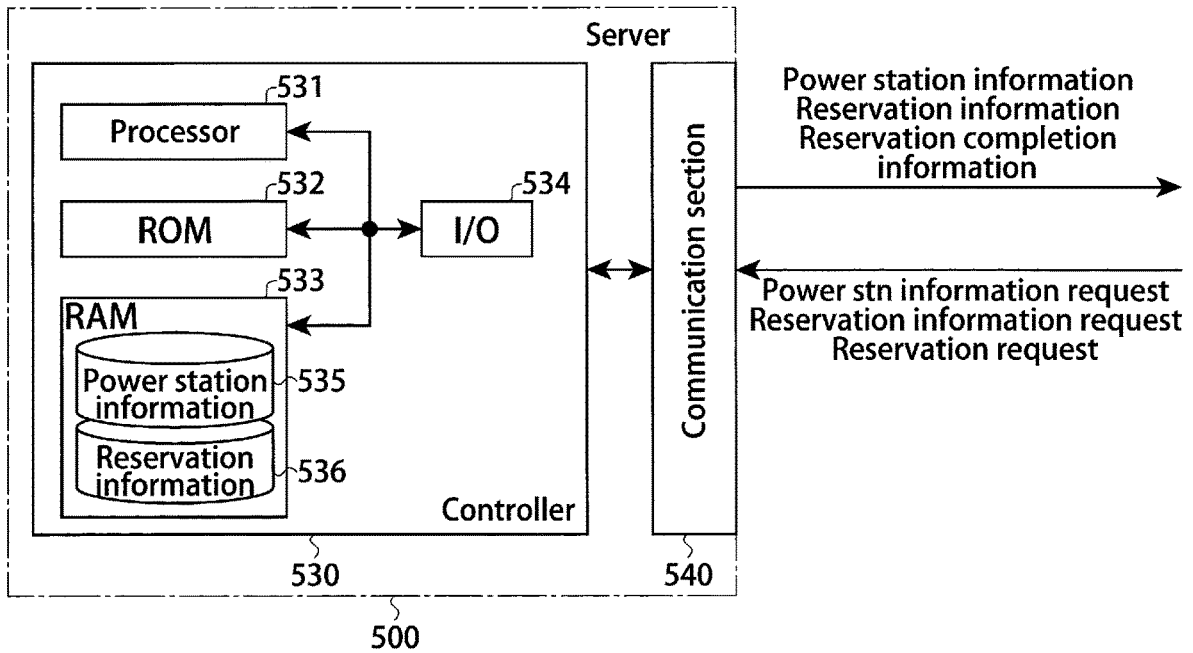 Server
531
Processor
532
ROM
534
I/O
533
RAM
Power station
information
535
Reservation
information
536
Controller
530
Communication section
540
500
Power station information
Reservation information
Reservation completion
information
Power stn information request
Reservation information request
Reservation request